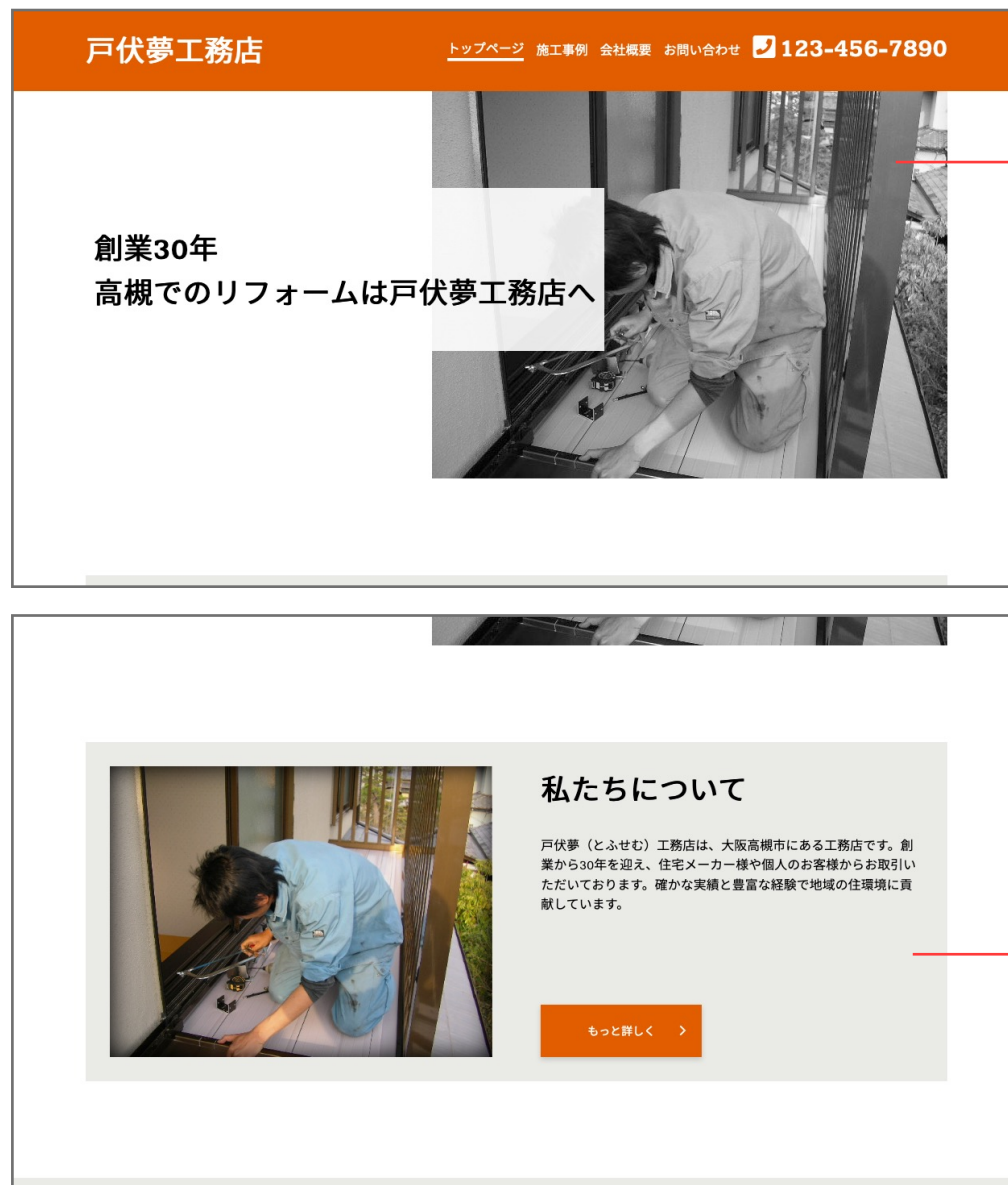 戸伏夢工務店
トップページ 施工事例 会社概要 お問い合わせ 123-456-7890
創業30年
高槻でのリフォームは戸伏夢工務店へ
私たちについて
戸伏夢（とふせむ）工務店は、大阪高槻市にある工務店です。創
業から30年を迎え、住宅メーカー様や個人のお客様からお取引い
ただいております。確かな実績と豊富な経験で地域の住環境に貢
献しています。
もっと詳しく